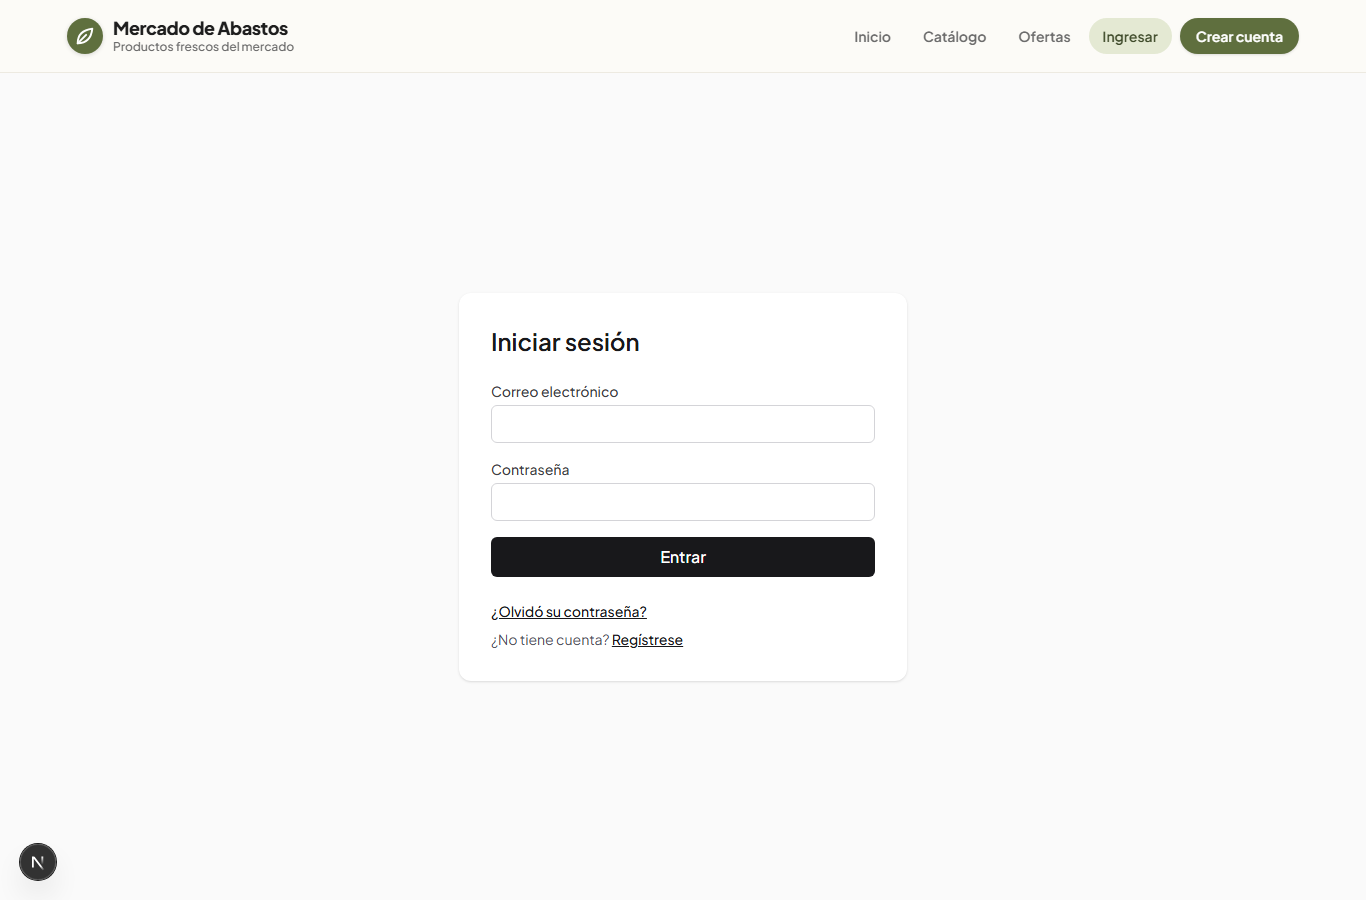 Mercado de Abastos
Productos frescos del mercado
Inicio
Catálogo
Ofertas
Ingresar
Crear cuenta
Iniciar sesión
Correo electrónico
Contraseña
Entrar
¿Olvidó su contraseña?
¿No tiene cuenta? Regístrese
N